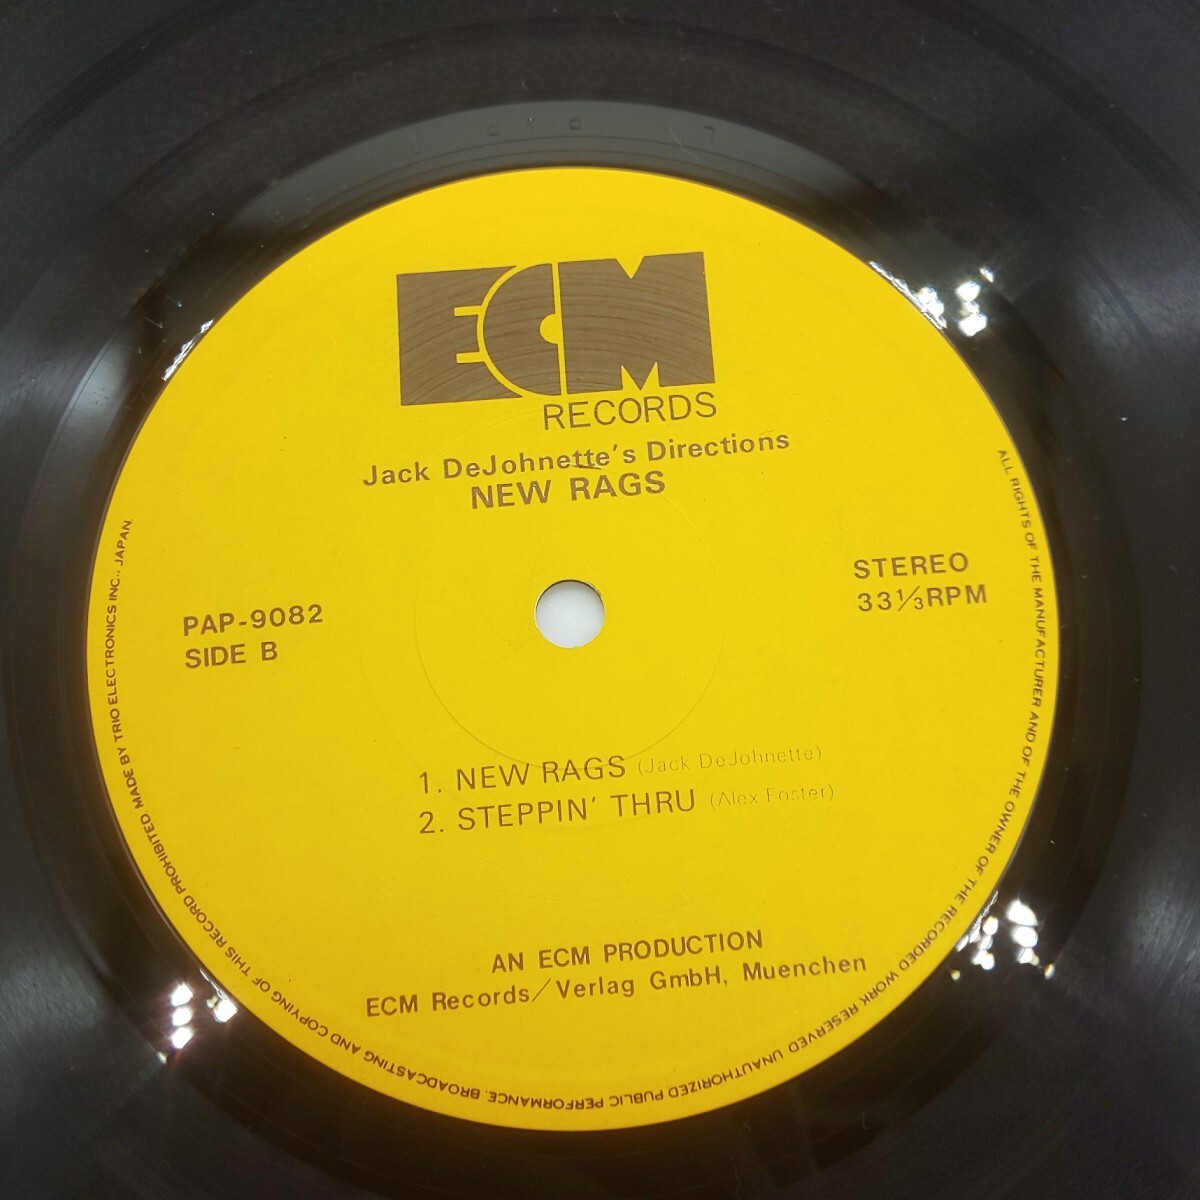 ECM
RECORDS
Jack DeJohnette's Directions
NEW RAGS
STEREO
33⅓RPM
PAP-9082
SIDE B
1. NEW RAGS (Jack DeJohnette)
2. STEPPIN' THRU (Alex Foster)
AN ECM PRODUCTION
ECM Records/Verlag GmbH, Muenchen
ALL RIGHTS OF THE MANUFACTURER AND OF THE OWNER OF THE RECORDED WORK RESERVED. UNAUTHORIZED PUBLIC PERFORMANCE, BROADCASTING AND COPYING OF THIS RECORD PROHIBITED. MADE BY TRIO ELECTRONICS INC., JAPAN.